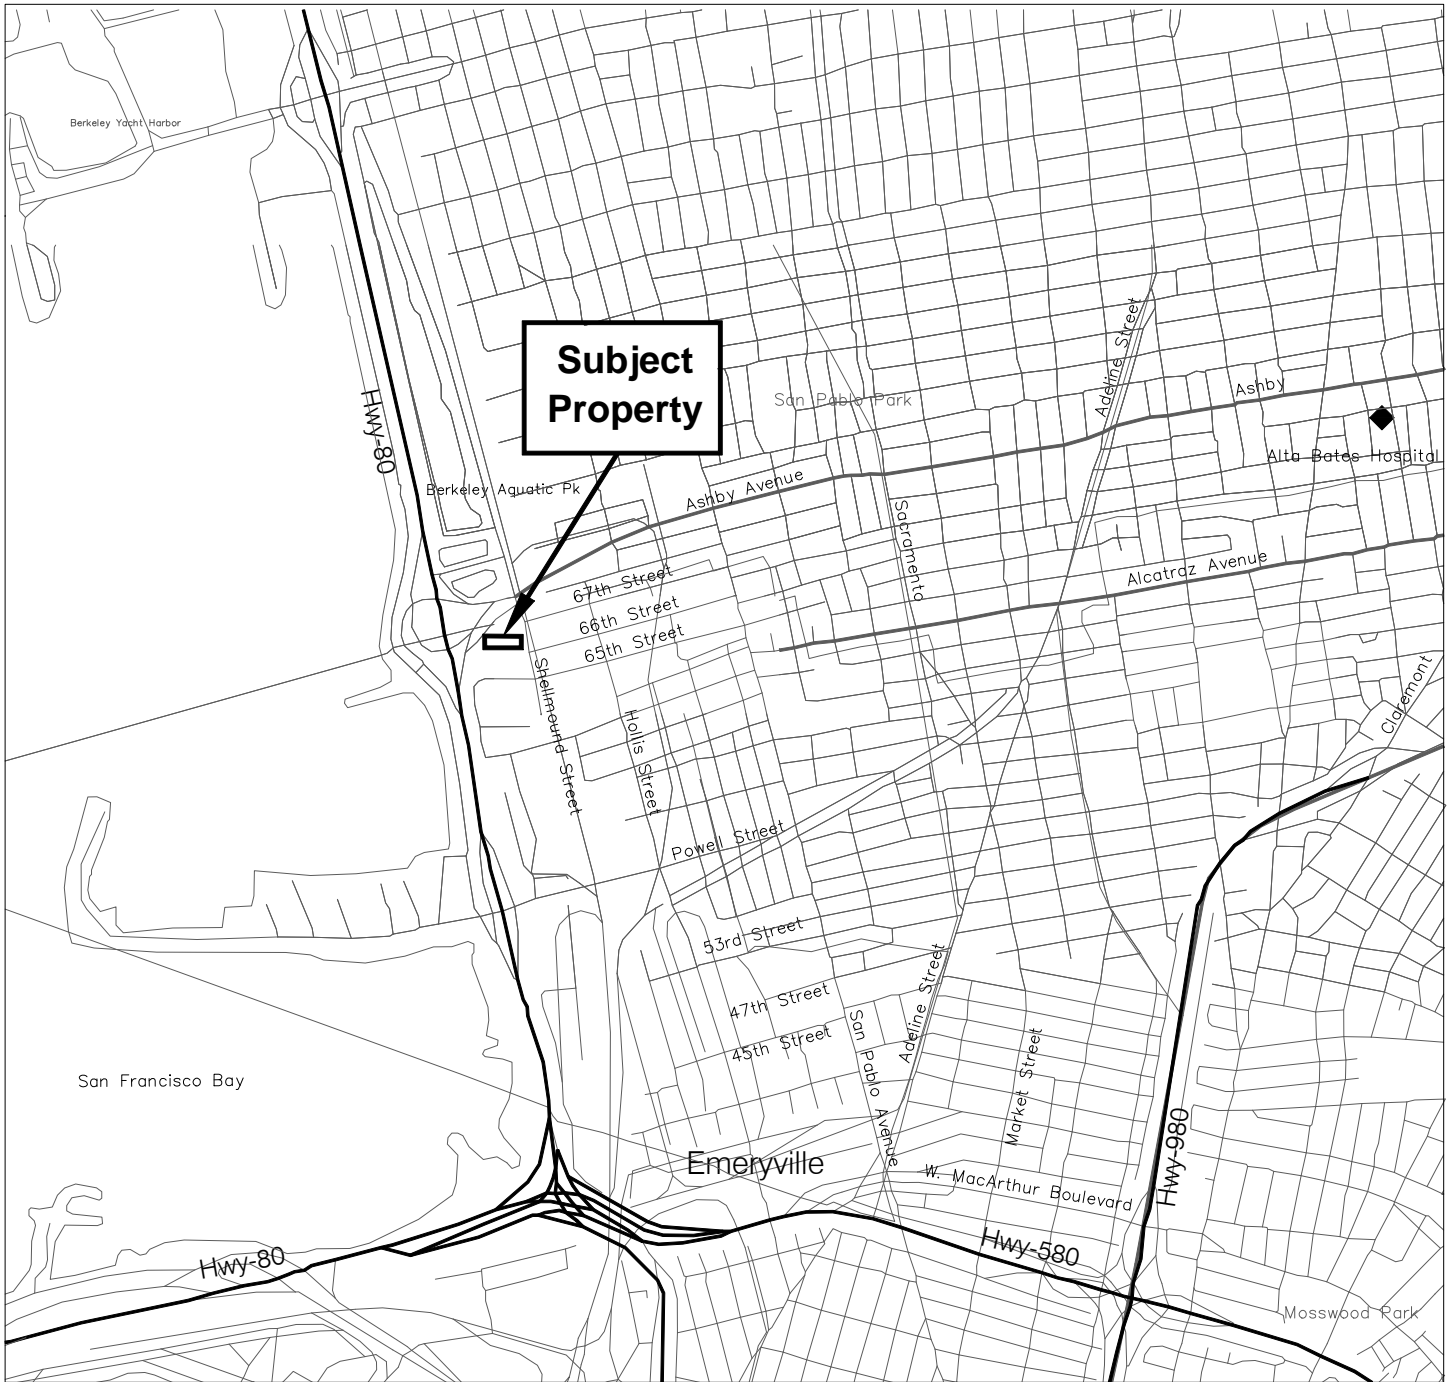 Berkeley Yacht Harbor
Subject
Property
San Pablo Park
Adeline Street
Ashby
Hwy-80
Alta Bates Hospital
Berkeley Aquatic Pk
Ashby Avenue
Sacramento
67th Street
Alcatraz Avenue
66th Street
65th Street
Shellmound Street
Hollis Street
Claremont
Powell Street
53rd Street
47th Street
Adeline Street
45th Street
San Pablo Avenue
Market Street
San Francisco Bay
Emeryville
Hwy-980
W. MacArthur Boulevard
Hwy-80
Hwy-580
Mosswood Park